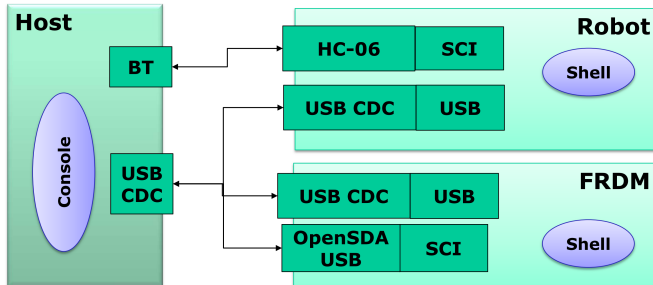 Host
BT
Console
USB
CDC
Robot
HC-06
SCI
Shell
USB CDC
USB
FRDM
USB CDC
USB
OpenSDA
USB
SCI
Shell